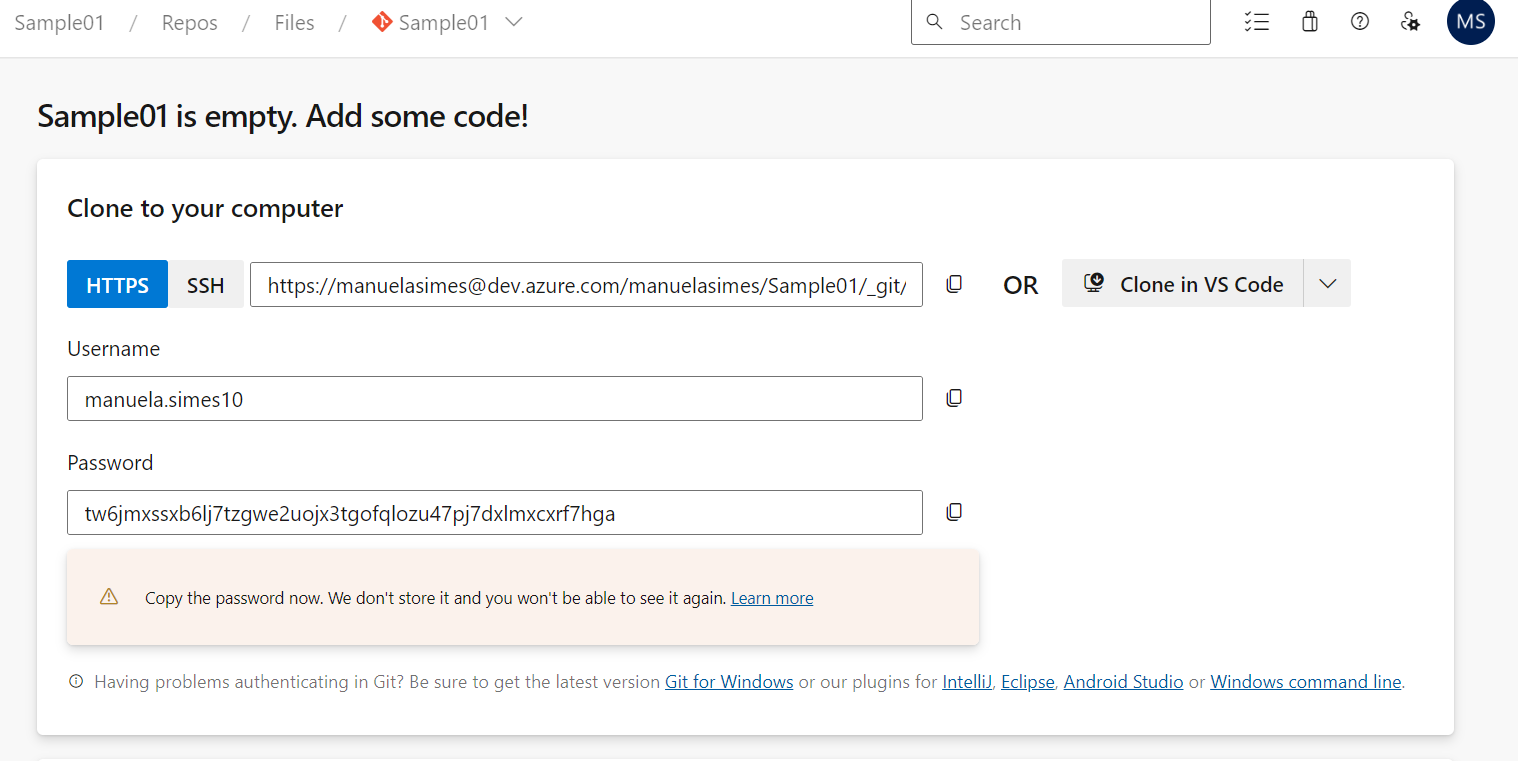 Sample01 / Repos / Files / Sample01
Search
MS
Sample01 is empty. Add some code!
Clone to your computer
HTTPS SSH https://manuelasimes@dev.azure.com/manuelasimes/Sample01/_git/ OR Clone in VS Code
Username
manuela.simes10
Password
tw6jmxssxb6lj7tzgwe2uojx3tgofqlozu47pj7dxlmxcxrf7hga
Copy the password now. We don't store it and you won't be able to see it again. Learn more
Having problems authenticating in Git? Be sure to get the latest version Git for Windows or our plugins for IntelliJ, Eclipse, Android Studio or Windows command line.